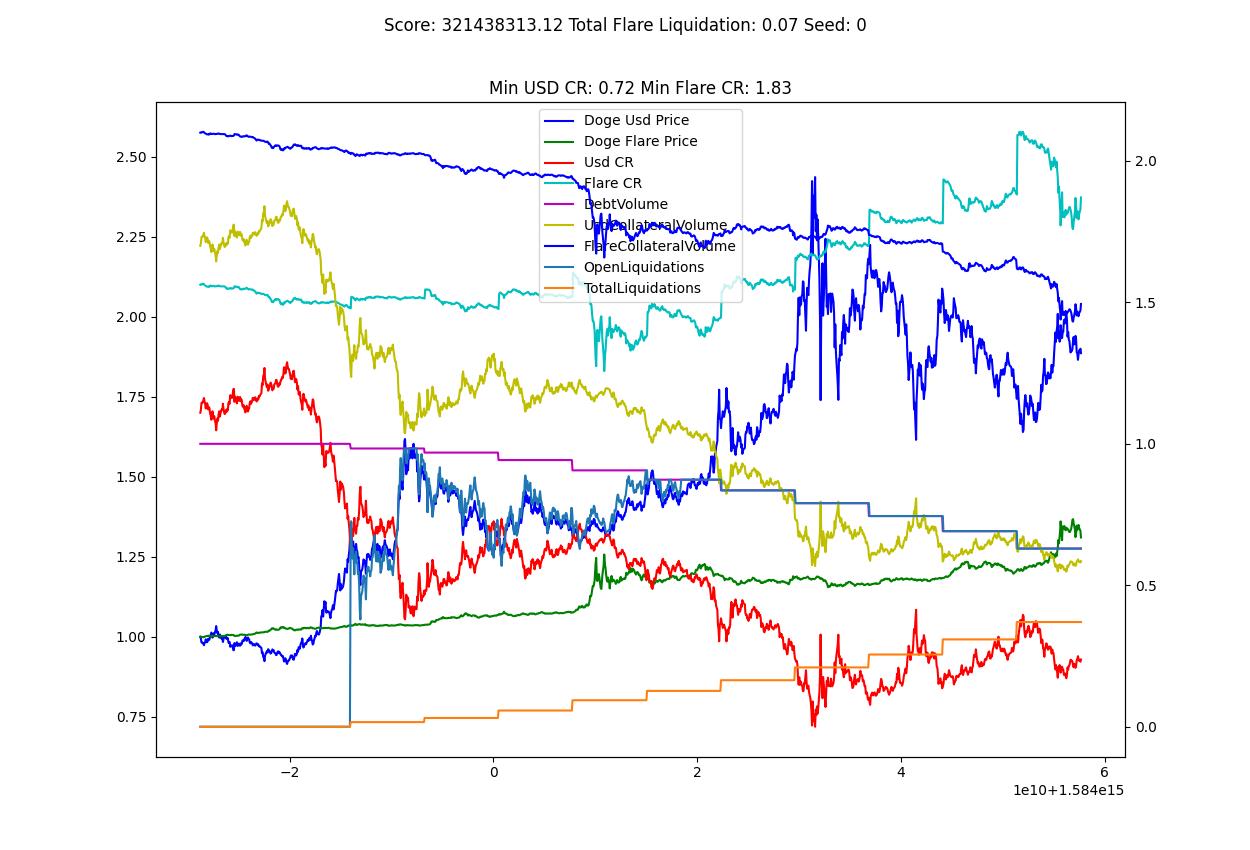 Score: 321438313.12 Total Flare Liquidation: 0.07 Seed: 0
Min USD CR: 0.72 Min Flare CR: 1.83
Doge Usd Price
Doge Flare Price
Usd CR
Flare CR
DebtVolume
UsdCollateralVolume
FlareCollateralVolume
OpenLiquidations
TotalLiquidations
2.50
2.25
2.00
1.75
1.50
1.25
1.00
0.75
2.0
1.5
1.0
0.5
0.0
−2
0
2
4
6
1e10+1.584e15